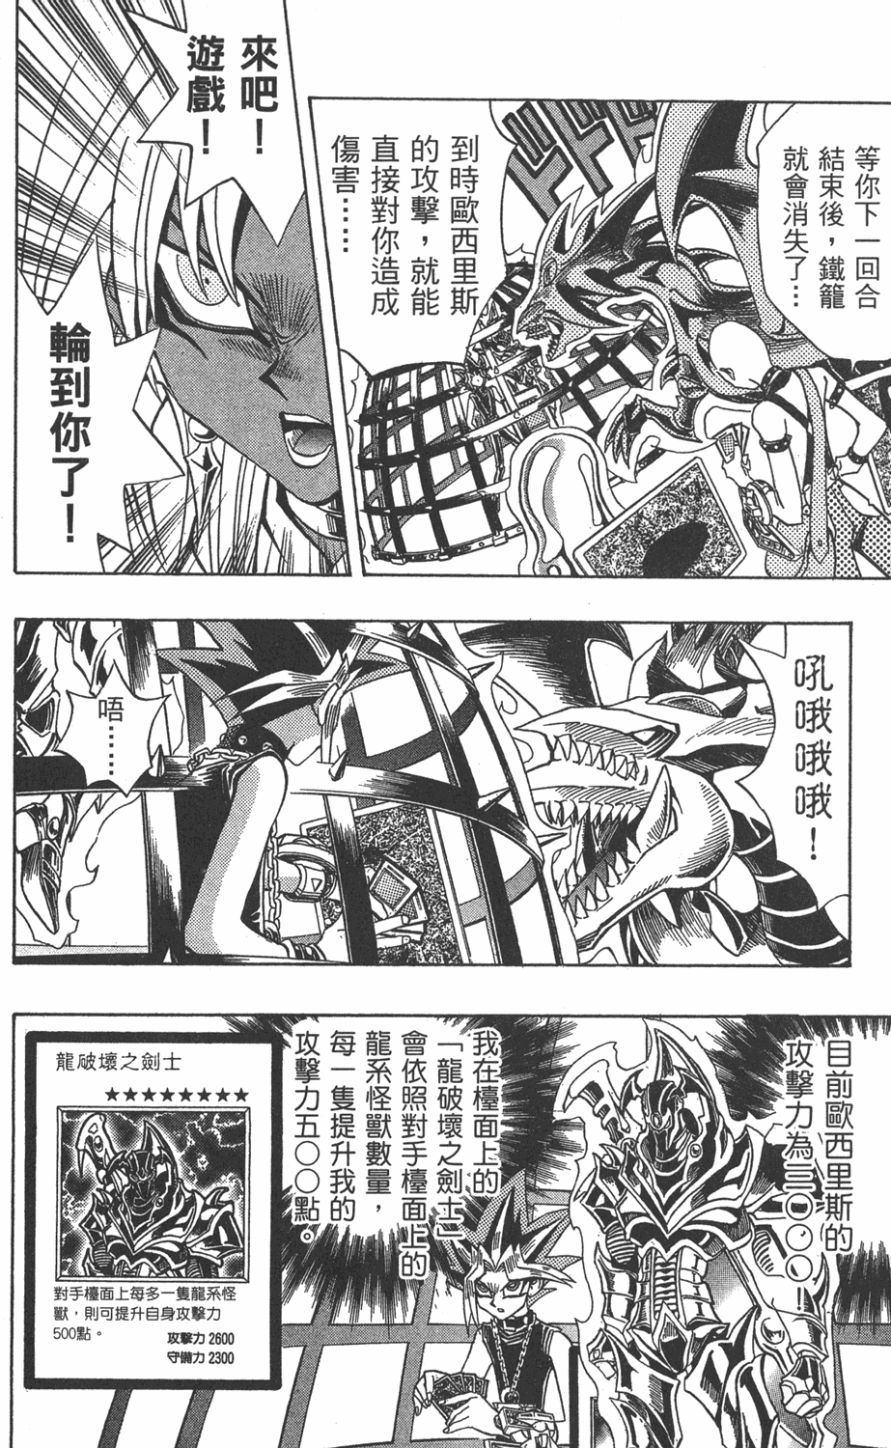 等你下一回合
結束後，鐵籠
就會消失了…
到時歐西里斯
的攻擊，就能
直接對你造成
傷害……
ドドド
來吧！
遊戲！
輪到你了！
吼哦哦哦！
唔……
目前歐西里斯的
攻擊力為三〇〇〇！
我在檯面上的
「龍破壞之劍士」
會依照對手檯面上的
龍系怪獸數量，
每一隻提升我的
攻擊力五〇〇點。
龍破壞之劍士
★★★★★★★★
對手檯面上每多一隻龍系怪
獸，則可提升自身攻擊力
500點。
攻擊力 2600
守備力 2300